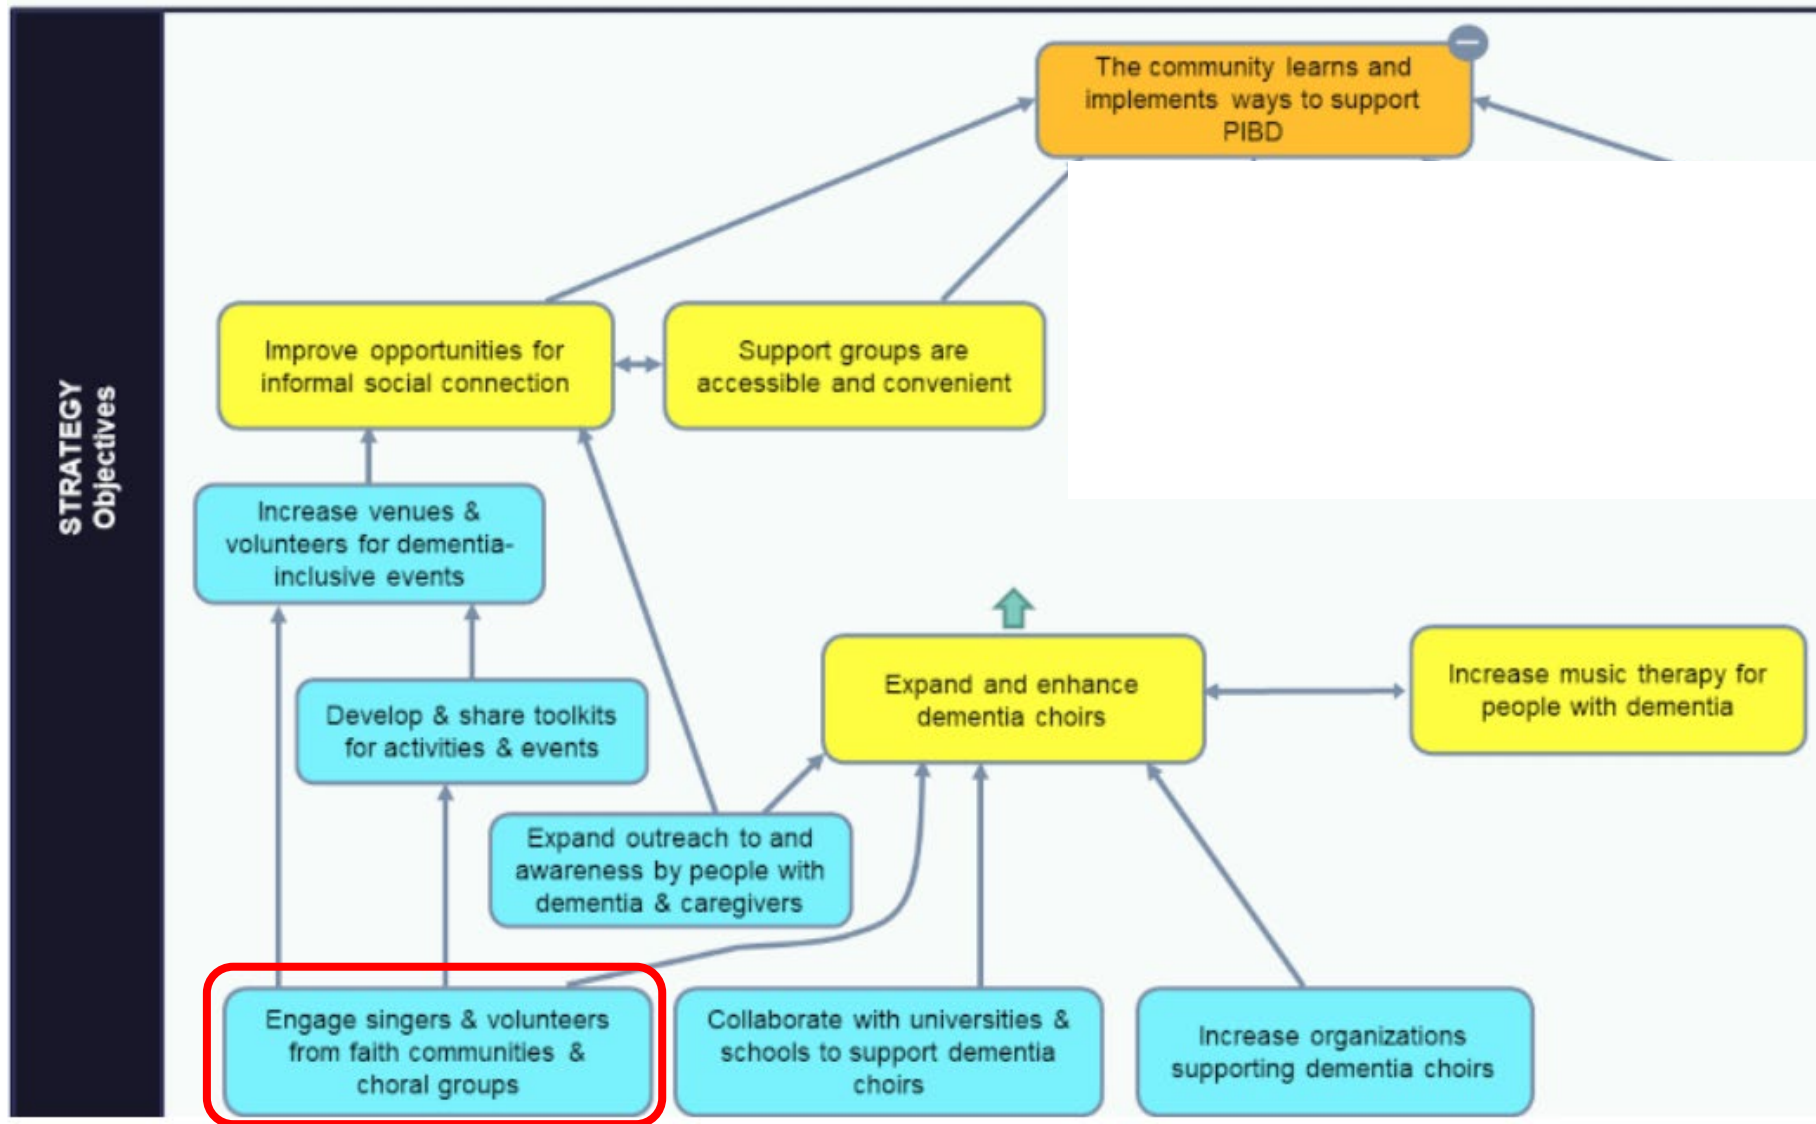 STRATEGY
Objectives
The community learns and
implements ways to support
PIBD
Improve opportunities for
informal social connection
Support groups are
accessible and convenient
Increase venues &
volunteers for dementia-
inclusive events
Expand and enhance
dementia choirs
Increase music therapy for
people with dementia
Develop & share toolkits
for activities & events
Expand outreach to and
awareness by people with
dementia & caregivers
Engage singers & volunteers
from faith communities &
choral groups
Collaborate with universities &
schools to support dementia
choirs
Increase organizations
supporting dementia choirs